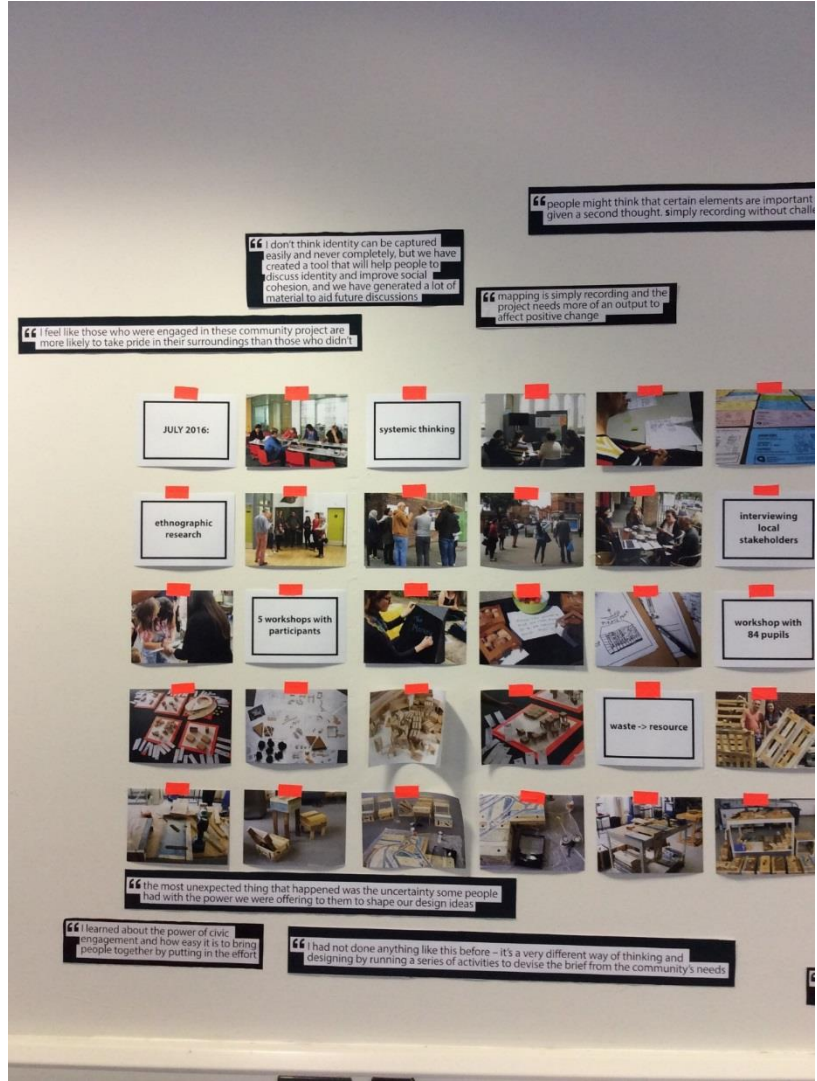 people might think that certain elements are important
given a second thought. simply recording without challe
I don't think identity can be captured
easily and never completely, but we have
created a tool that will help people to
discuss identity and improve social
cohesion, and we have generated a lot of
material to aid future discussions
mapping is simply recording and the
project needs more of an output to
affect positive change
I feel like those who were engaged in these community project are
more likely to take pride in their surroundings than those who didn't
JULY 2016:
systemic thinking
ethnographic
research
interviewing
local
stakeholders
5 workshops with
participants
workshop with
84 pupils
waste -> resource
the most unexpected thing that happened was the uncertainty some people
had with the power we were offering to them to shape our design ideas
I learned about the power of civic
engagement and how easy it is to bring
people together by putting in the effort
I had not done anything like this before – it's a very different way of thinking and
designing by running a series of activities to devise the brief from the community's needs